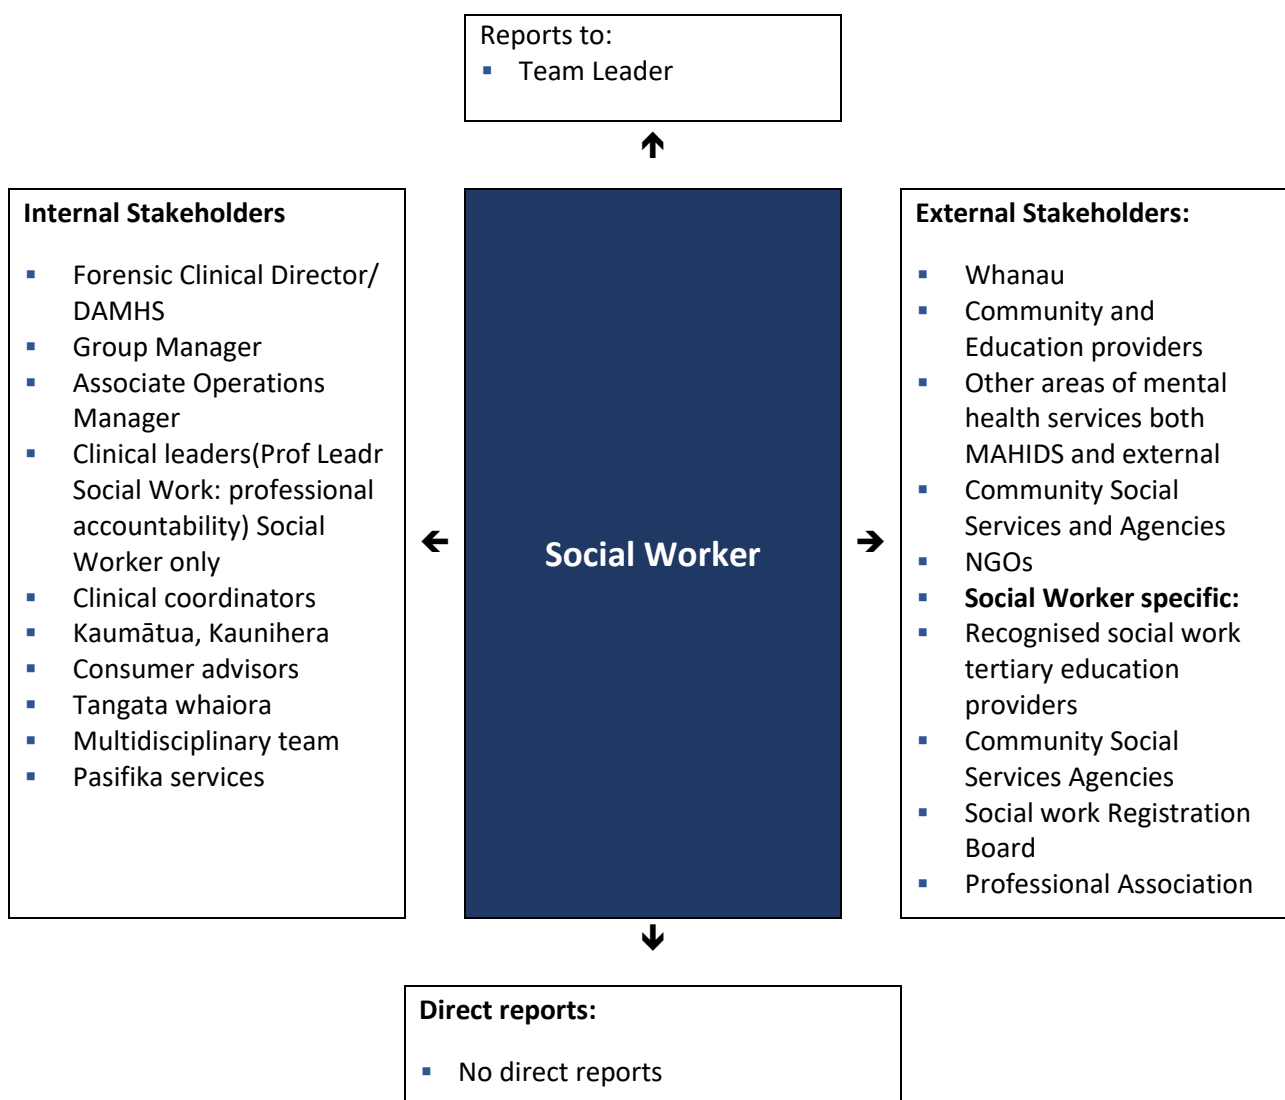 Reports to:
▪ Team Leader
Internal Stakeholders
▪ Forensic Clinical Director/
DAMHS
▪ Group Manager
▪ Associate Operations
Manager
▪ Clinical leaders(Prof Leadr
Social Work: professional
accountability) Social
Worker only
▪ Clinical coordinators
▪ Kaumātua, Kaunihera
▪ Consumer advisors
▪ Tangata whaiora
▪ Multidisciplinary team
▪ Pasifika services
Social Worker
External Stakeholders:
▪ Whanau
▪ Community and
Education providers
▪ Other areas of mental
health services both
MAHIDS and external
▪ Community Social
Services and Agencies
▪ NGOs
▪ Social Worker specific:
▪ Recognised social work
tertiary education
providers
▪ Community Social
Services Agencies
▪ Social work Registration
Board
▪ Professional Association
Direct reports:
▪ No direct reports